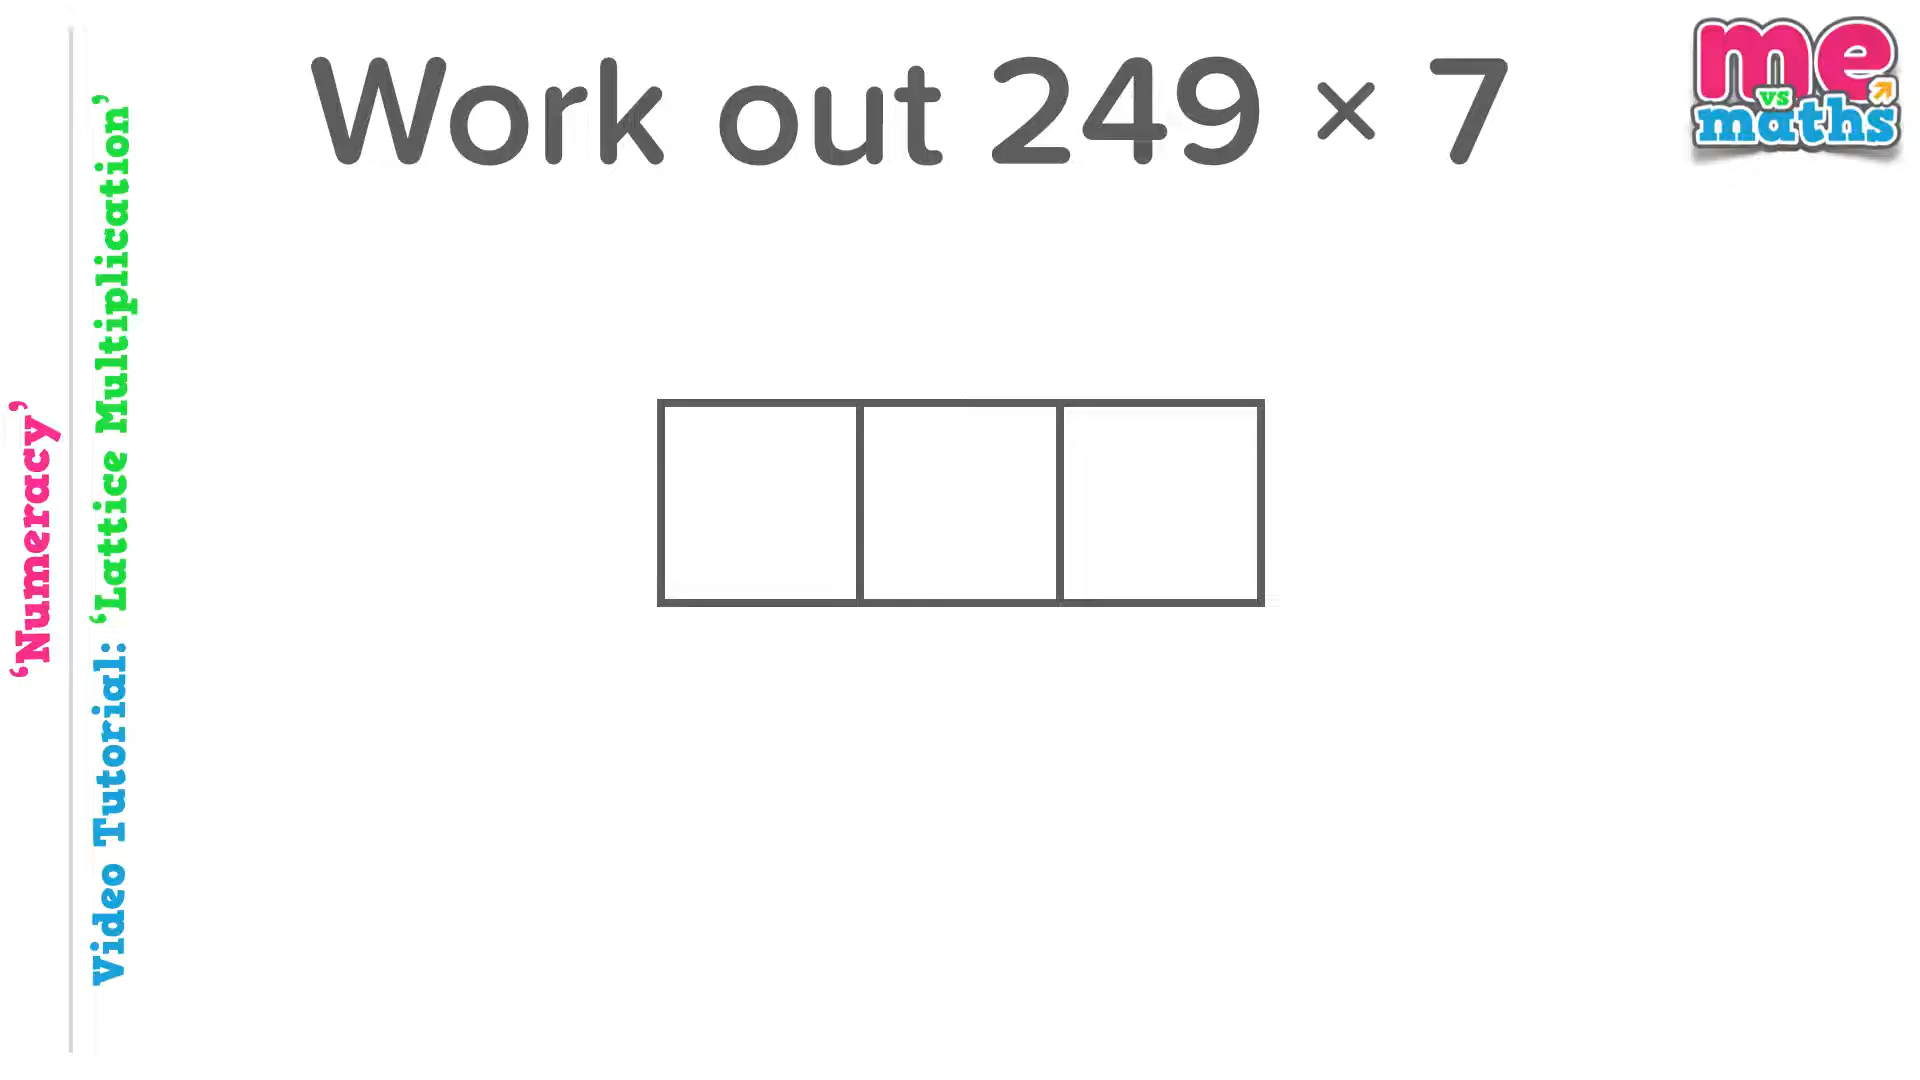 Work out 249 × 7
me
vs
maths
‘Numeracy’
Video Tutorial: ‘Lattice Multiplication’